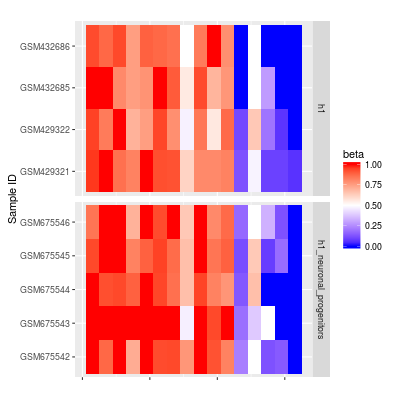 GSM432686
GSM432685
GSM429322
GSM429321
h1
GSM675546
GSM675545
GSM675544
GSM675543
GSM675542
h1_neuronal_progenitors
Sample ID
beta
1.00
0.75
0.50
0.25
0.00